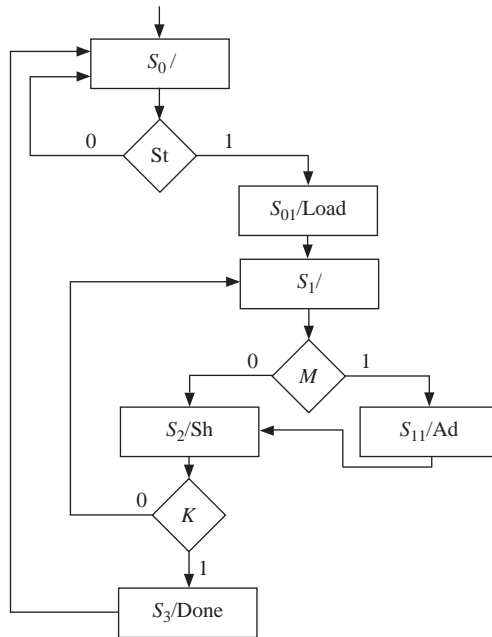 S0/
0 St 1
S01/Load
S1/
0 M 1
S2/Sh S11/Ad
0 K
1
S3/Done